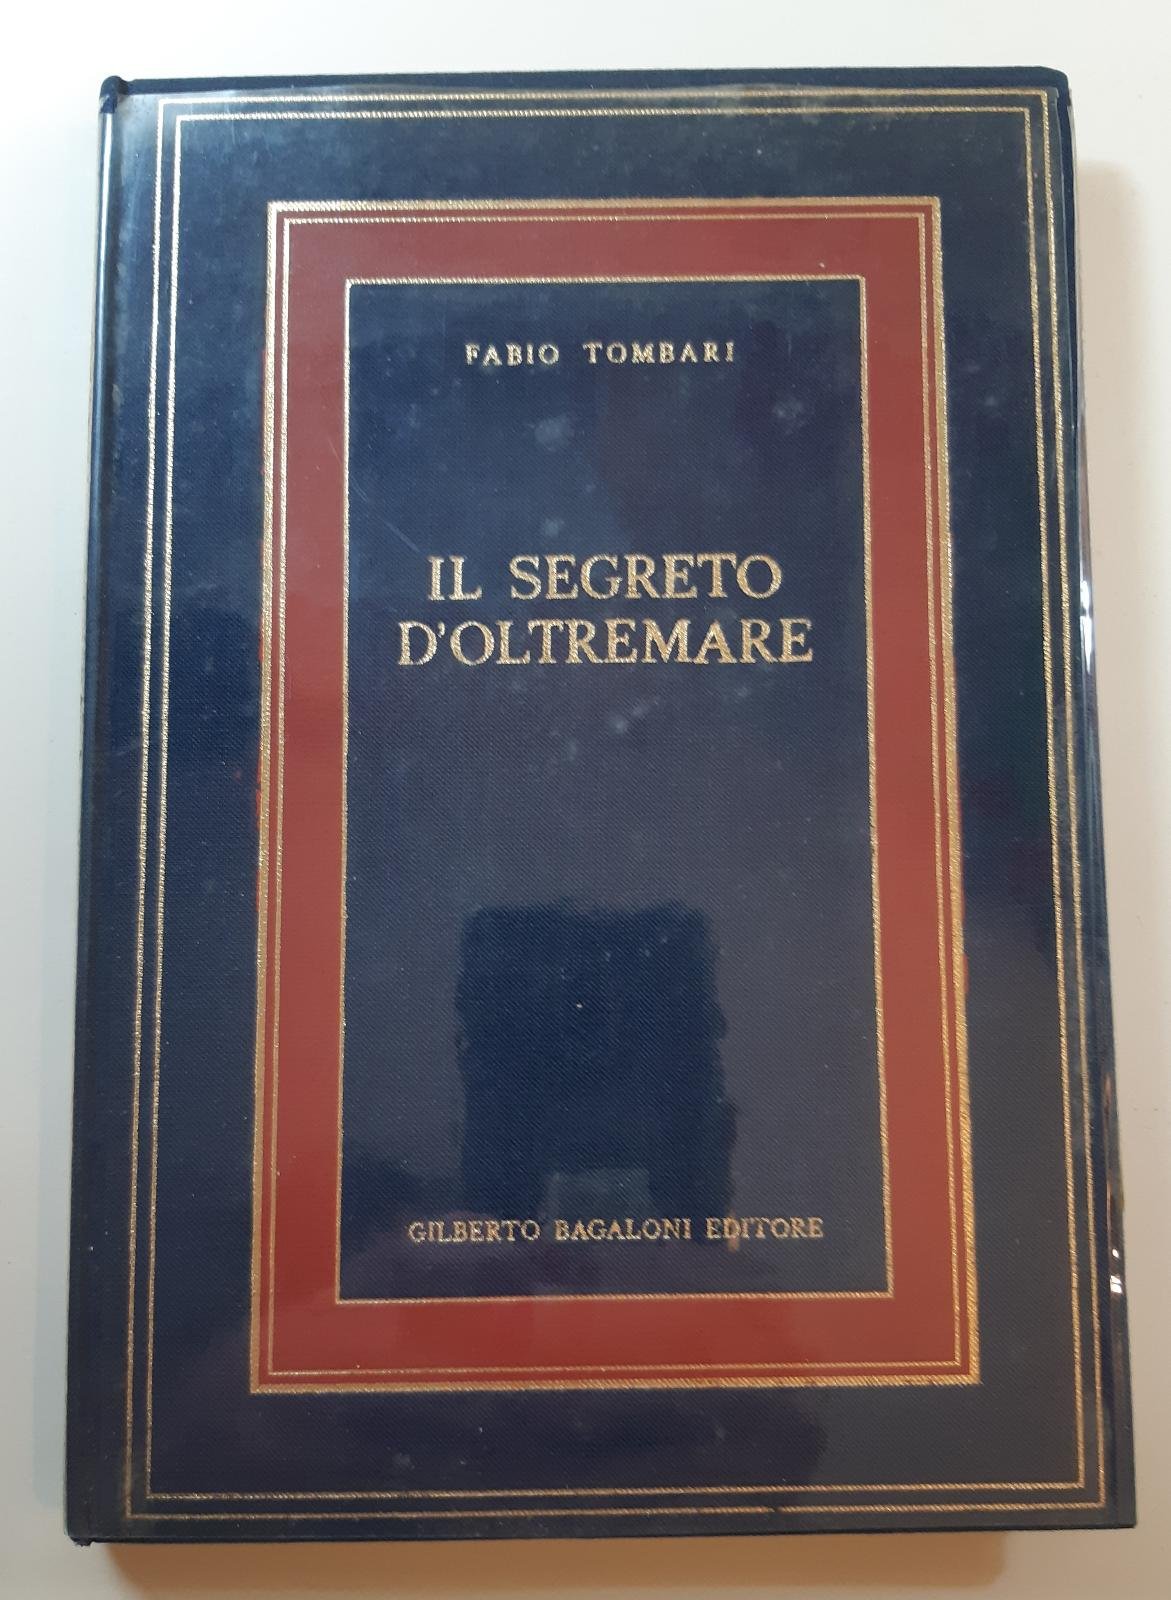 FABIO TOMBARI
IL SEGRETO
D'OLTREMARE
GILBERTO BAGALONI EDITORE